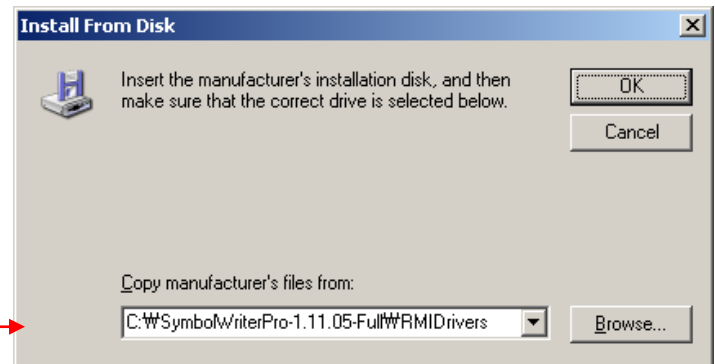 Install From Disk
Insert the manufacturer's installation disk, and then
make sure that the correct drive is selected below.
OK
Cancel
Copy manufacturer's files from:
C:₩SymbolWriterPro-1.11.05-Full₩RMIDrivers
Browse...